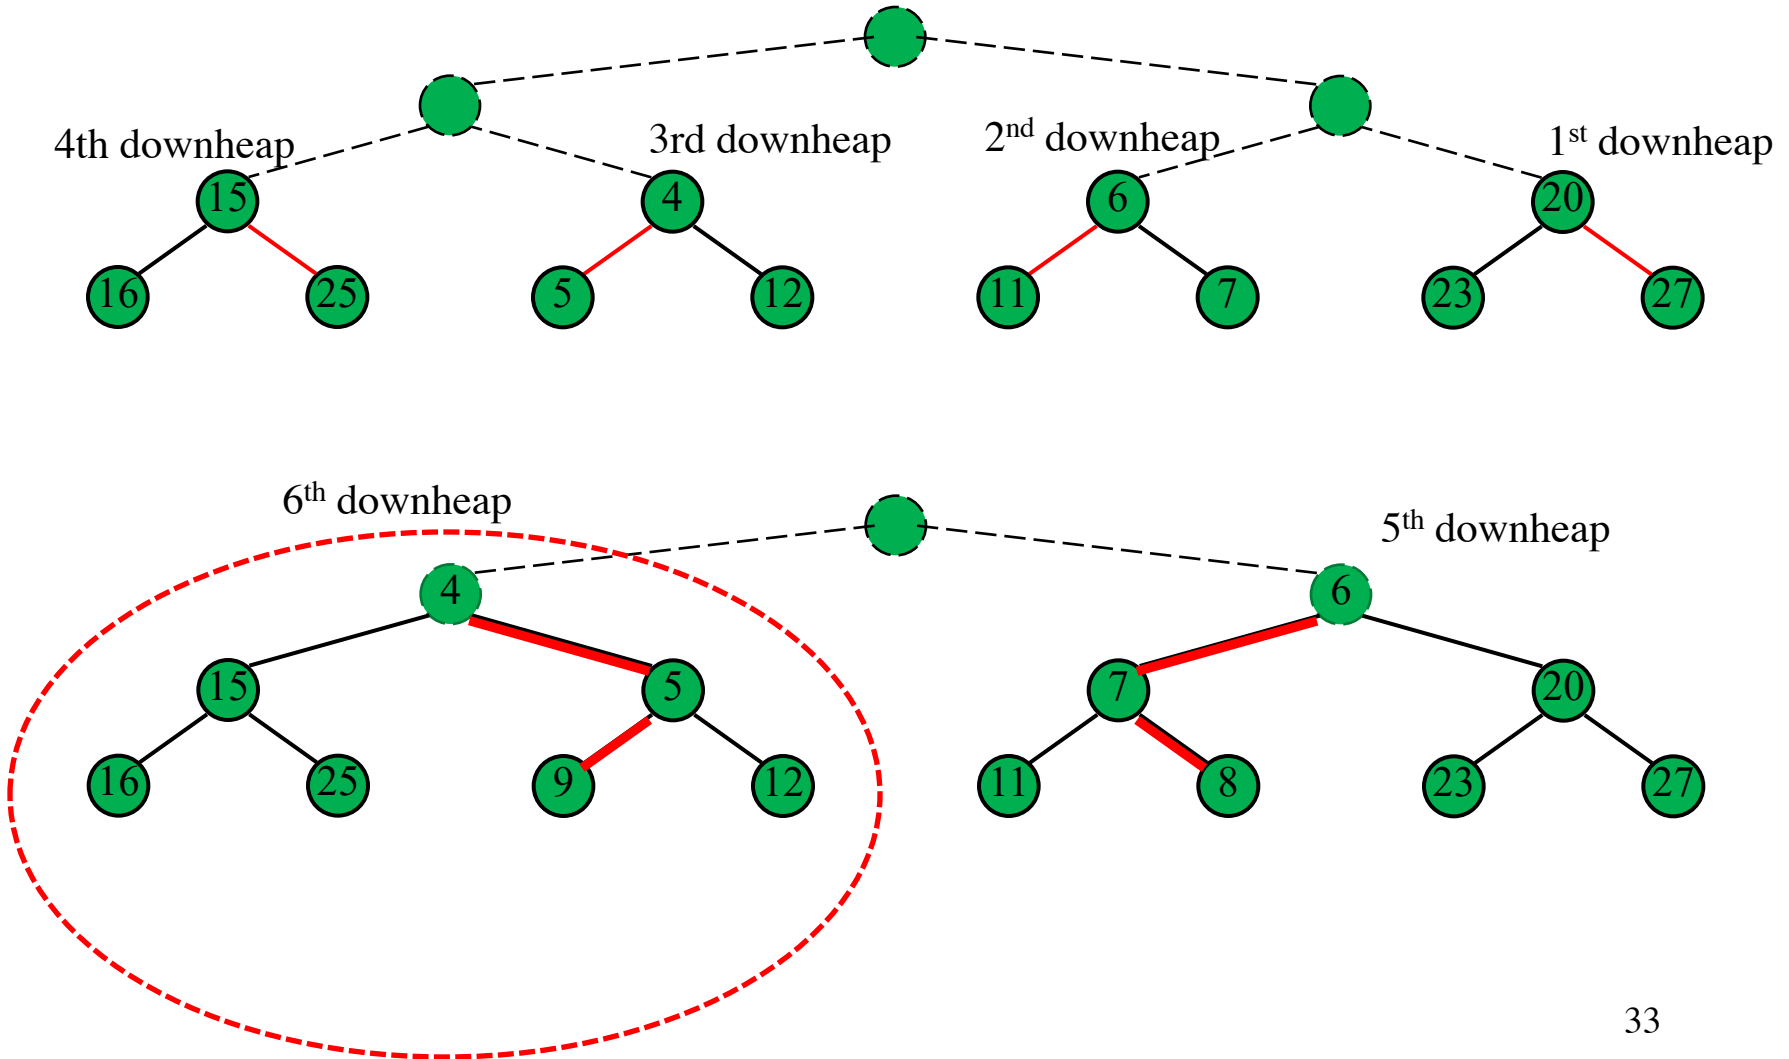 4th downheap 3rd downheap 2nd downheap 1st downheap
15 4 6 20
16 25 5 12 11 7 23 27
6th downheap 5th downheap
4 6
15 5 7 20
16 25 9 12 11 8 23 27
33